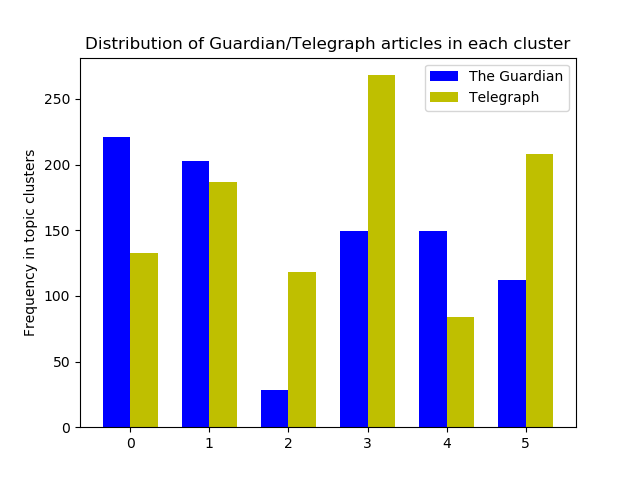 Distribution of Guardian/Telegraph articles in each cluster
The Guardian
Telegraph
Frequency in topic clusters
250
200
150
100
50
0
0 1 2 3 4 5